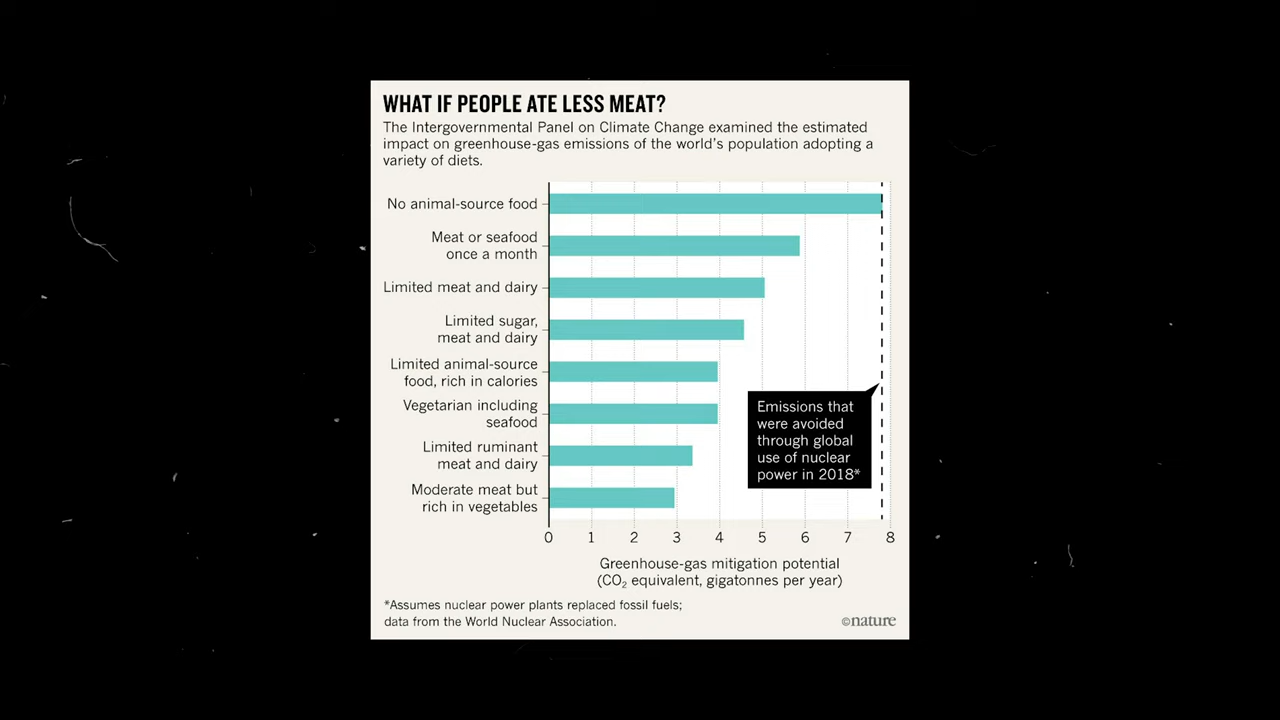 WHAT IF PEOPLE ATE LESS MEAT?
The Intergovernmental Panel on Climate Change examined the estimated
impact on greenhouse-gas emissions of the world's population adopting a
variety of diets.
No animal-source food
Meat or seafood
once a month
Limited meat and dairy
Limited sugar,
meat and dairy
Limited animal-source
food, rich in calories
Vegetarian including
seafood
Limited ruminant
meat and dairy
Moderate meat but
rich in vegetables
Emissions that
were avoided
through global
use of nuclear
power in 2018*
0 1 2 3 4 5 6 7 8
Greenhouse-gas mitigation potential
(CO₂ equivalent, gigatonnes per year)
*Assumes nuclear power plants replaced fossil fuels;
data from the World Nuclear Association.
©nature